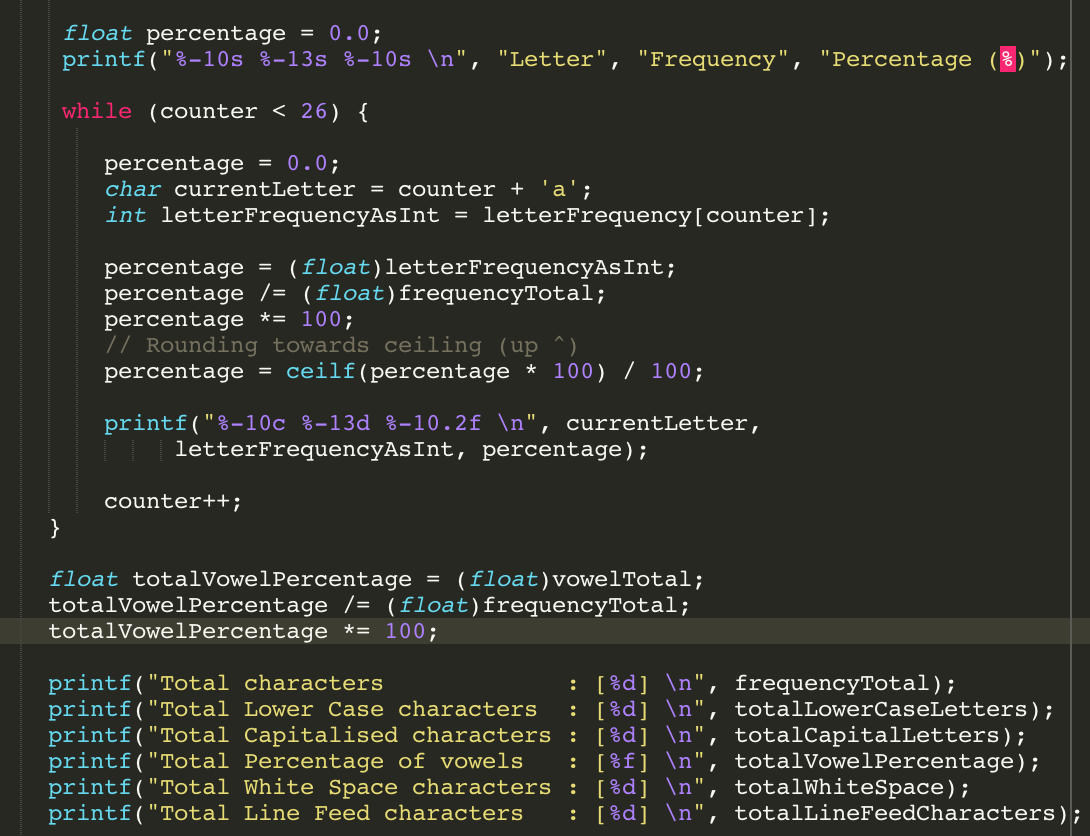 float percentage = 0.0;
printf("%-10s %-13s %-10s \n", "Letter", "Frequency", "Percentage (%)");
while (counter < 26) {
percentage = 0.0;
char currentLetter = counter + 'a';
int letterFrequencyAsInt = letterFrequency[counter];
percentage = (float)letterFrequencyAsInt;
percentage /= (float)frequencyTotal;
percentage *= 100;
// Rounding towards ceiling (up ^)
percentage = ceilf(percentage * 100) / 100;
printf("%-10c %-13d %-10.2f \n", currentLetter,
letterFrequencyAsInt, percentage);
counter++;
}
float totalVowelPercentage = (float)vowelTotal;
totalVowelPercentage /= (float)frequencyTotal;
totalVowelPercentage *= 100;
printf("Total characters             : [%d] \n", frequencyTotal);
printf("Total Lower Case characters  : [%d] \n", totalLowerCaseLetters);
printf("Total Capitalised characters : [%d] \n", totalCapitalLetters);
printf("Total Percentage of vowels   : [%f] \n", totalVowelPercentage);
printf("Total White Space characters : [%d] \n", totalWhiteSpace);
printf("Total Line Feed characters   : [%d] \n", totalLineFeedCharacters);